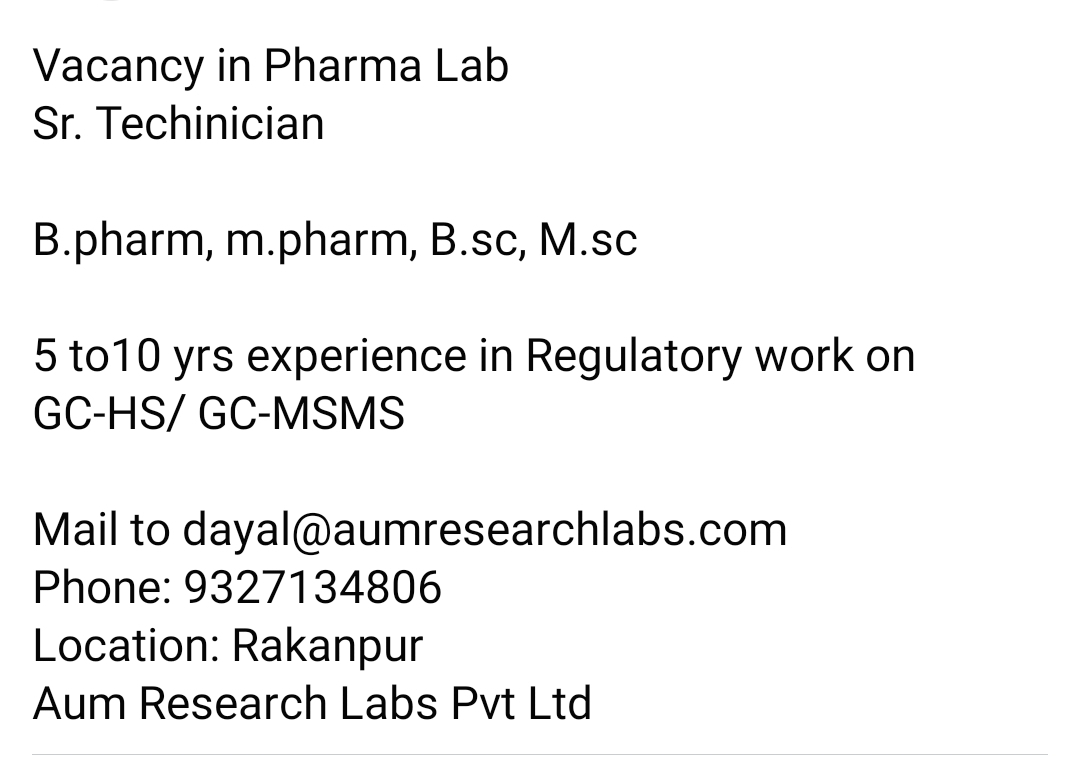 Vacancy in Pharma Lab
Sr. Techinician
B.pharm, m.pharm, B.sc, M.sc
5 to10 yrs experience in Regulatory work on
GC-HS/ GC-MSMS
Mail to dayal@aumresearchlabs.com
Phone: 9327134806
Location: Rakanpur
Aum Research Labs Pvt Ltd